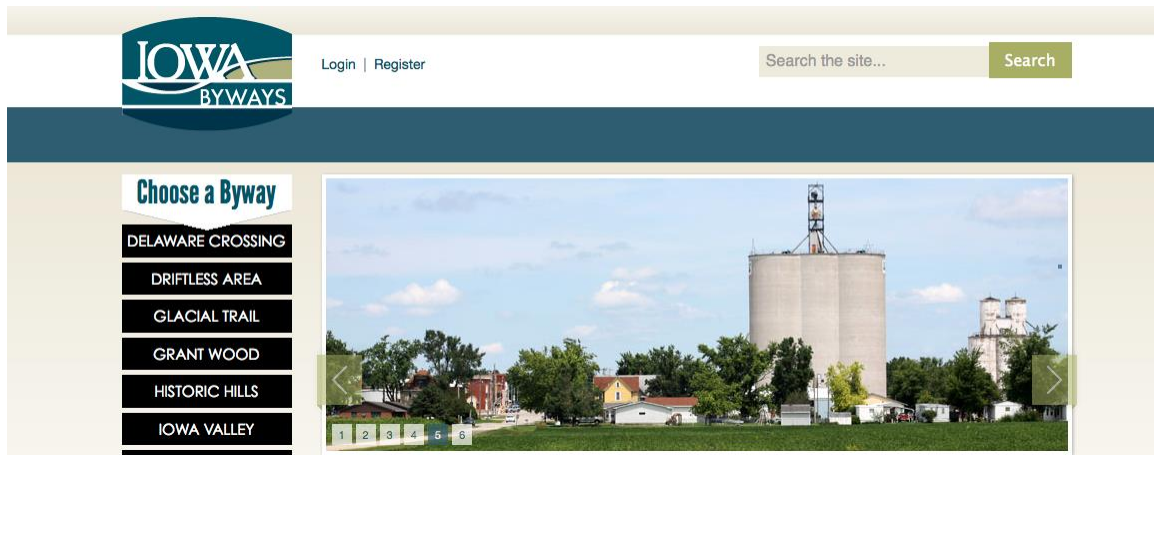 IOWA
BYWAYS
Login | Register
Search the site...
Search
Choose a Byway
DELAWARE CROSSING
DRIFTLESS AREA
GLACIAL TRAIL
GRANT WOOD
HISTORIC HILLS
IOWA VALLEY
1 2 3 4 5 6